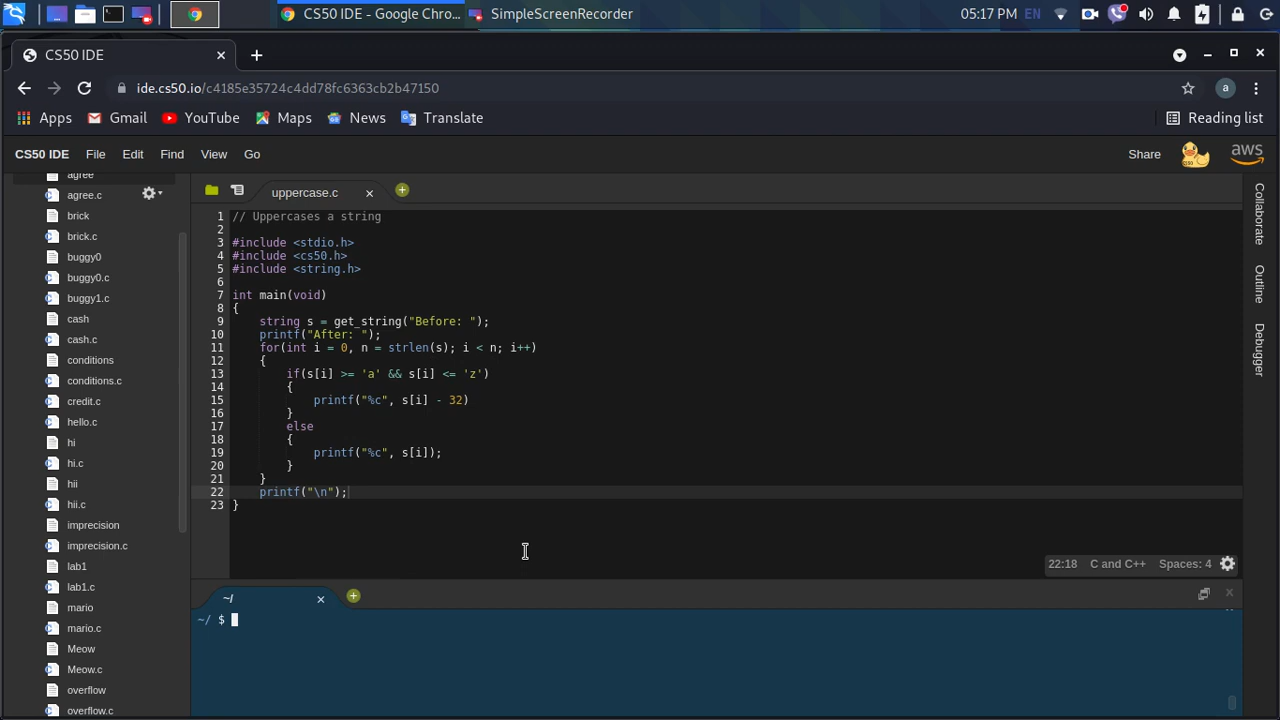 CS50 IDE - Google Chro...
SimpleScreenRecorder
05:17 PM EN
CS50 IDE
ide.cs50.io/c4185e35724c4dd78fc6363cb2b47150
a
Apps Gmail YouTube Maps News Translate Reading list
CS50 IDE File Edit Find View Go Share aws
agree
agree.c
brick
brick.c
buggy0
buggy0.c
buggy1.c
cash
cash.c
conditions
conditions.c
credit.c
hello.c
hi
hi.c
hii
hii.c
imprecision
imprecision.c
lab1
lab1.c
mario
mario.c
Meow
Meow.c
overflow
overflow.c
uppercase.c
1 // Uppercases a string
2
3 #include <stdio.h>
4 #include <cs50.h>
5 #include <string.h>
6
7 int main(void)
8 {
9 string s = get_string("Before: ");
10 printf("After: ");
11 for(int i = 0, n = strlen(s); i < n; i++)
12 {
13 if(s[i] >= 'a' && s[i] <= 'z')
14 {
15 printf("%c", s[i] - 32)
16 }
17 else
18 {
19 printf("%c", s[i]);
20 }
21 }
22 printf("\n");
23 }
22:18 C and C++ Spaces: 4
~/
~/ $
Collaborate
Outline
Debugger